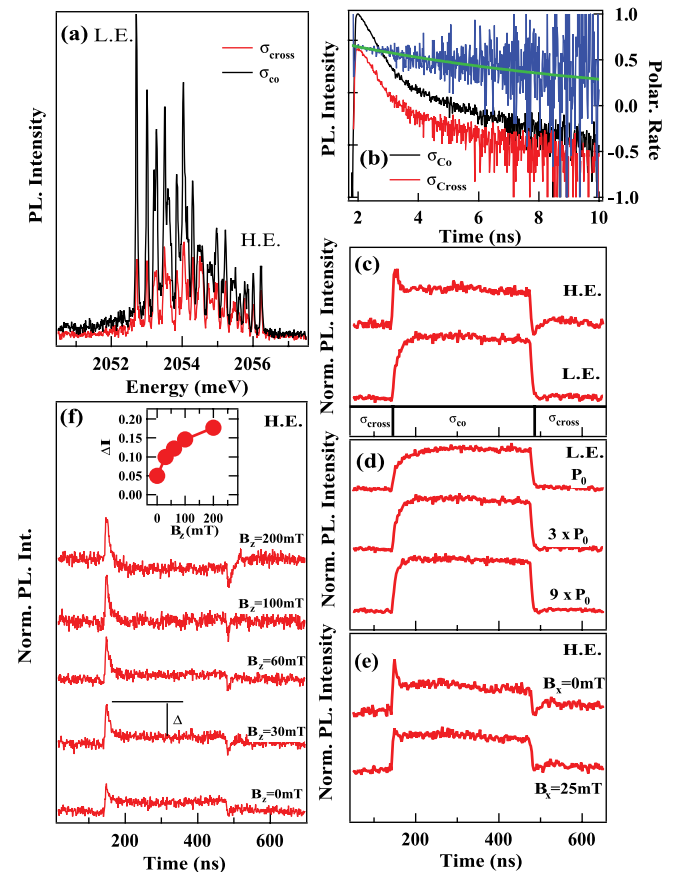 (a)
L.E.
σcross
σco
H.E.
PL. Intensity
2052
2054
2056
Energy (meV)
(b)
σCo
σCross
PL. Intensity
1.0
0.5
0.0
-0.5
-1.0
Polar. Rate
2
4
6
8
10
Time (ns)
(c)
H.E.
L.E.
Norm. PL. Intensity
σcross
σco
σcross
(d)
L.E.
P0
3 x P0
9 x P0
Norm. PL. Intensity
(e)
H.E.
Bx=0mT
Bx=25mT
200
400
600
Time (ns)
(f)
H.E.
ΔI
0.20
0.15
0.10
0.05
0.00
0
100
200
Bz(mT)
Bz=200mT
Bz=100mT
Bz=60mT
Δ
Bz=30mT
Bz=0mT
Norm. PL. Int.
200
400
600
Time (ns)